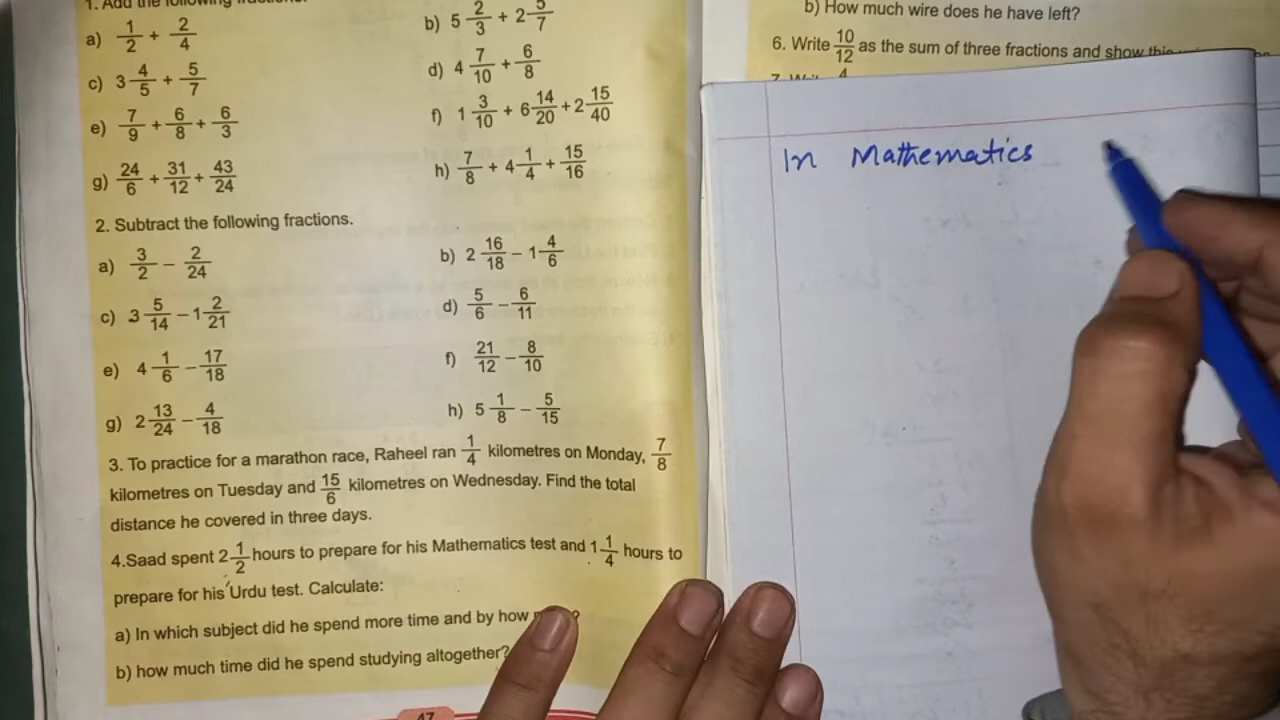 1. Add the following fractions.
a) 1/2 + 2/4
b) 5 2/3 + 2 5/7
c) 3 4/5 + 5/7
d) 4 7/10 + 6/8
e) 7/9 + 6/8 + 6/3
f) 1 3/10 + 6 14/20 + 2 15/40
g) 24/6 + 31/12 + 43/24
h) 7/8 + 4 1/4 + 15/16
2. Subtract the following fractions.
a) 3/2 − 2/24
b) 2 16/18 − 1 4/6
c) 3 5/14 − 1 2/21
d) 5/6 − 6/11
e) 4 1/6 − 17/18
f) 21/12 − 8/10
g) 2 13/24 − 4/18
h) 5 1/8 − 5/15
3. To practice for a marathon race, Raheel ran 1/4 kilometres on Monday, 7/8
kilometres on Tuesday and 15/6 kilometres on Wednesday. Find the total
distance he covered in three days.
4.Saad spent 2 1/2 hours to prepare for his Mathematics test and 1 1/4 hours to
prepare for his Urdu test. Calculate:
a) In which subject did he spend more time and by how
b) how much time did he spend studying altogether?
47
b) How much wire does he have left?
6. Write 10/12 as the sum of three fractions and show
In Mathematics